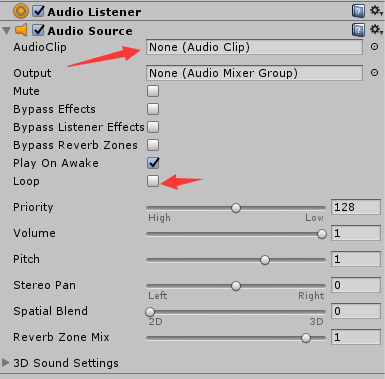 Audio Listener
Audio Source
AudioClip None (Audio Clip)
Output None (Audio Mixer Group)
Mute
Bypass Effects
Bypass Listener Effects
Bypass Reverb Zones
Play On Awake
Loop
Priority 128
High Low
Volume 1
Pitch 1
Stereo Pan 0
Left Right
Spatial Blend 0
2D 3D
Reverb Zone Mix 1
3D Sound Settings